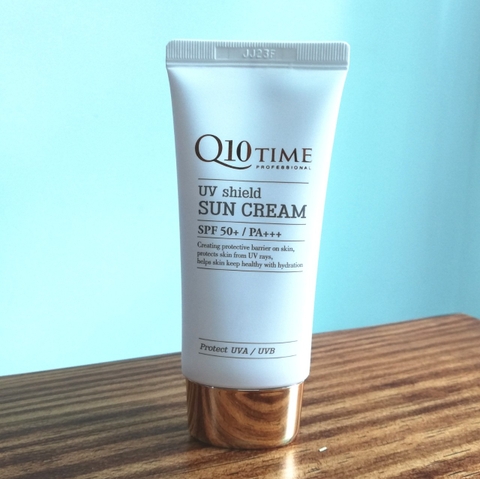 JJ23F
Q10 TIME
PROFESSIONAL
UV shield
SUN CREAM
SPF 50+ / PA+++
Creating protective barrier on skin,
protects skin from UV rays,
helps skin keep healthy with hydration
Protect UVA / UVB